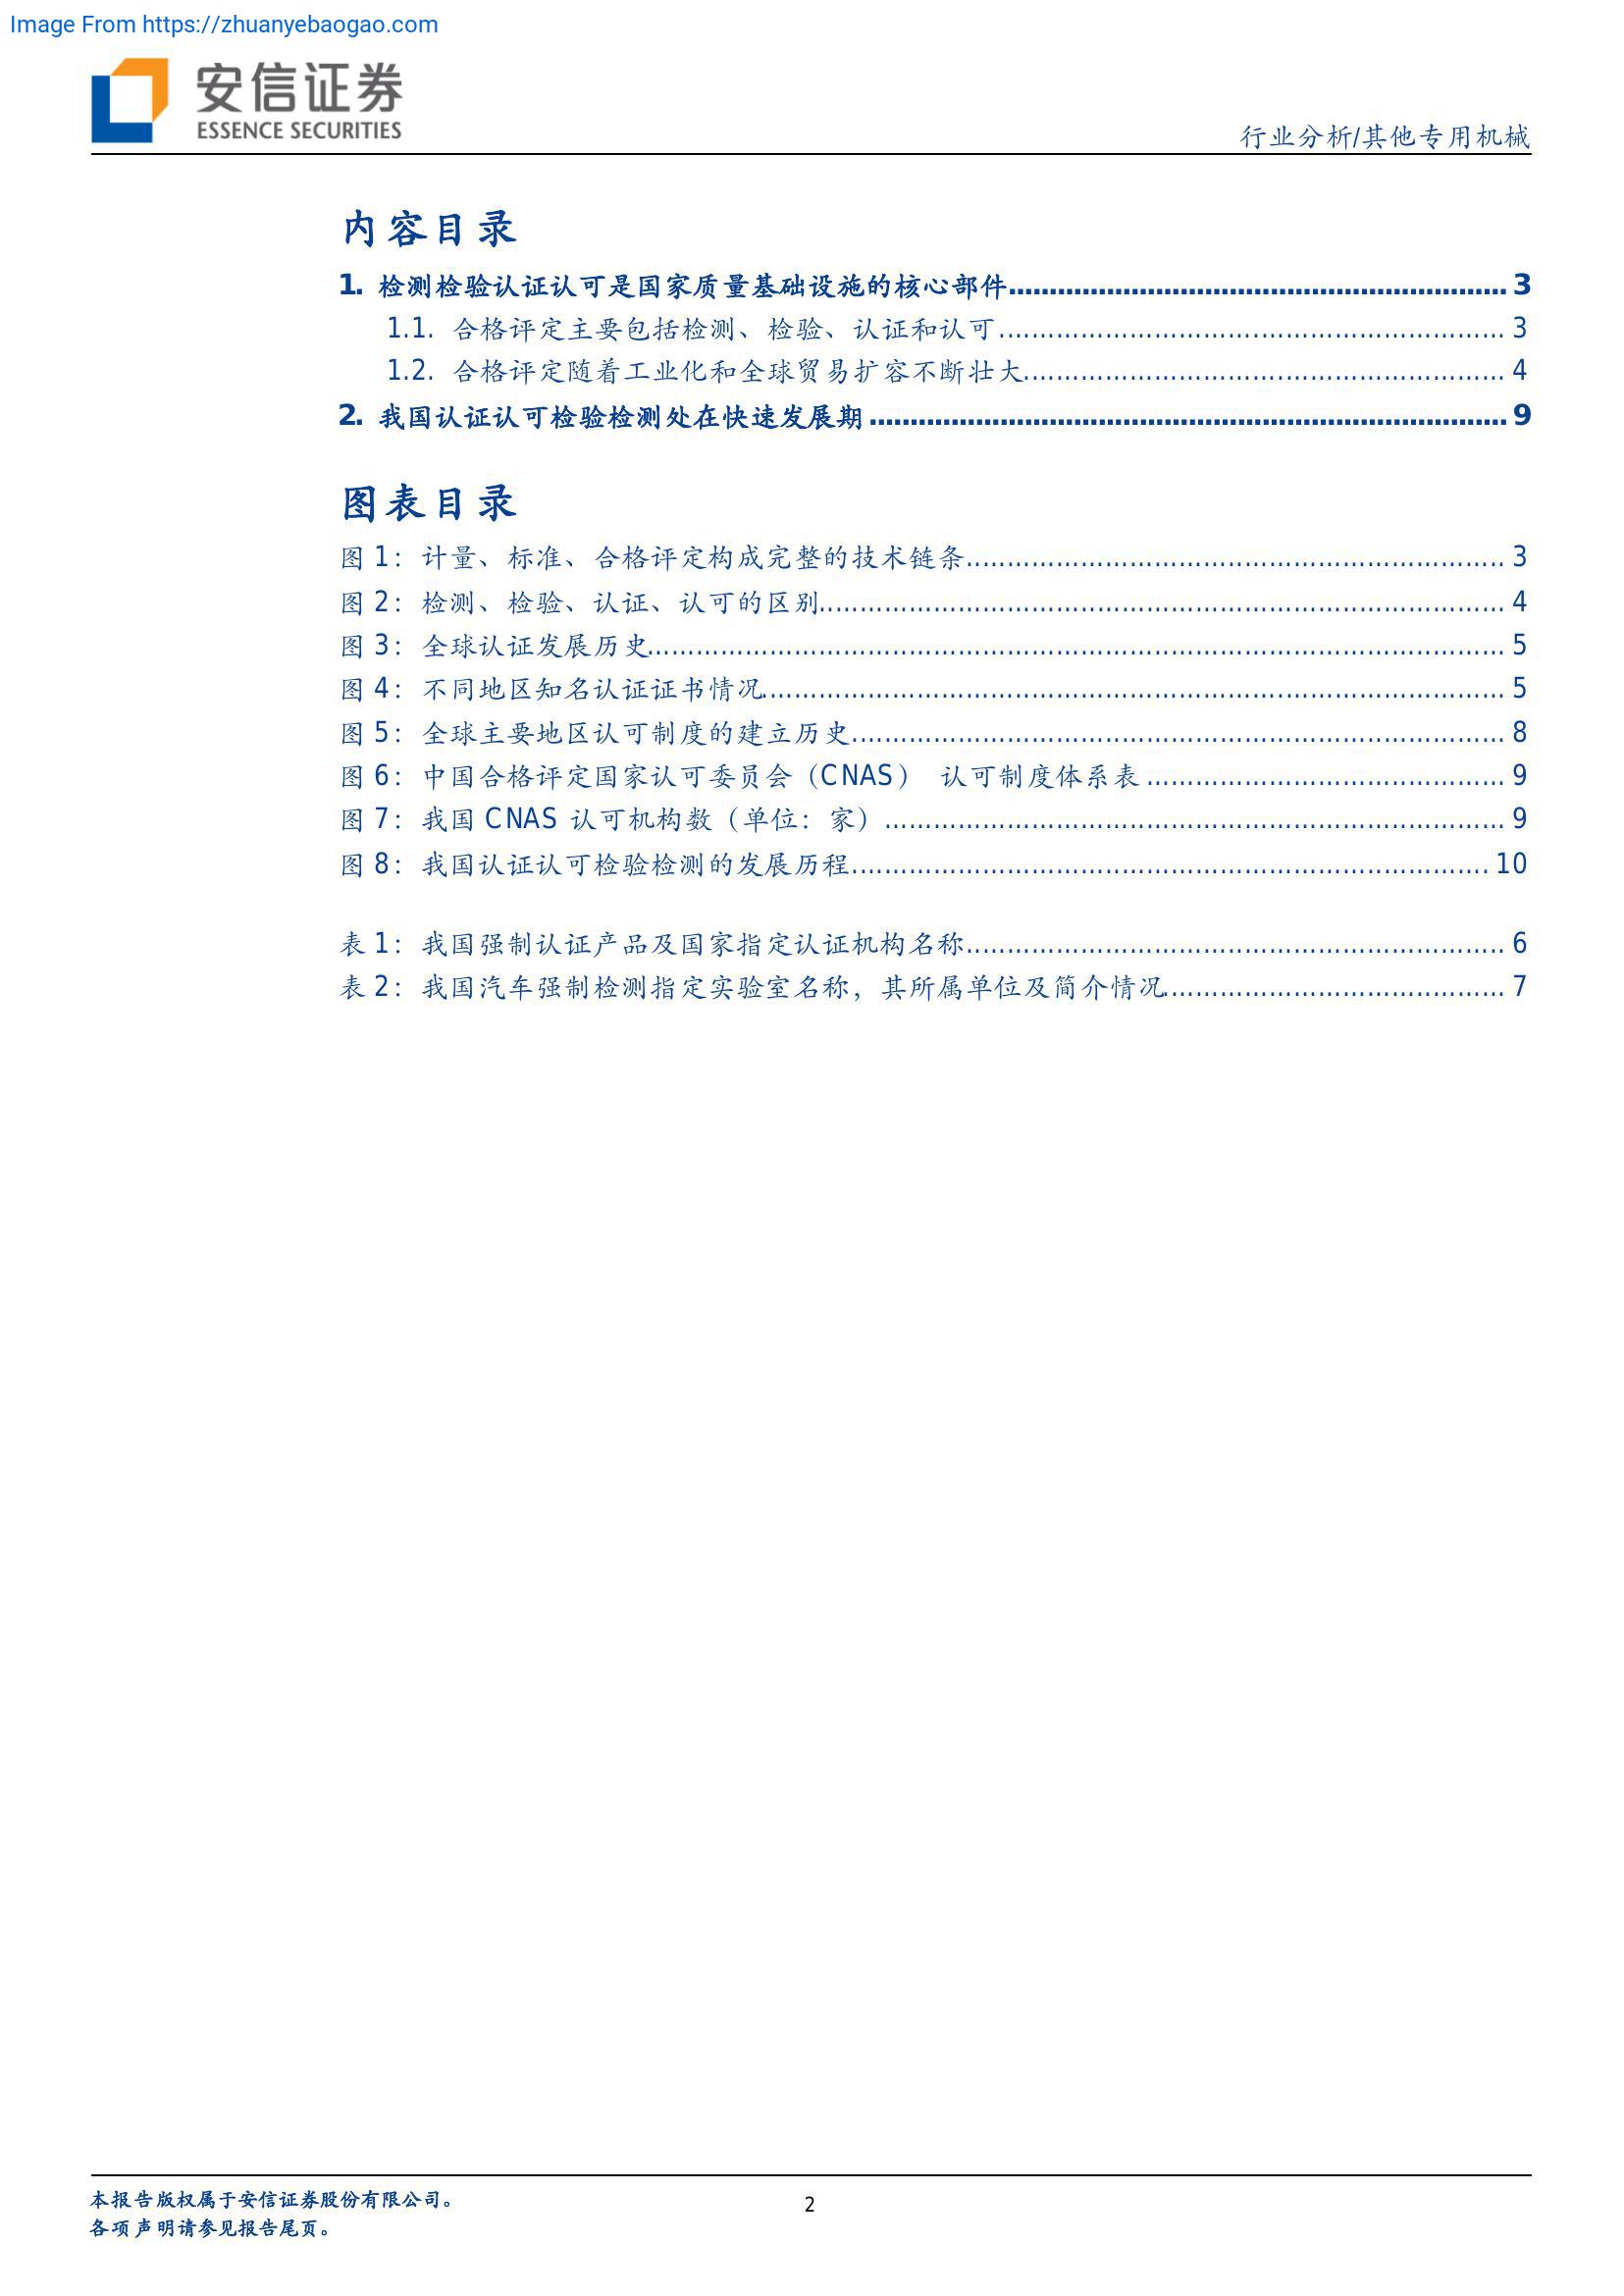 Image From https://zhuanyebaogao.com
安信证券
ESSENCE SECURITIES
行业分析/其他专用机械
内容目录
1. 检测检验认证认可是国家质量基础设施的核心部件 3
1.1. 合格评定主要包括检测、检验、认证和认可 3
1.2. 合格评定随着工业化和全球贸易扩容不断壮大 4
2. 我国认证认可检验检测处在快速发展期 9
图表目录
图 1：计量、标准、合格评定构成完整的技术链条 3
图 2：检测、检验、认证、认可的区别 4
图 3：全球认证发展历史 5
图 4：不同地区知名认证证书情况 5
图 5：全球主要地区认可制度的建立历史 8
图 6：中国合格评定国家认可委员会（CNAS） 认可制度体系表 9
图 7：我国 CNAS 认可机构数（单位：家） 9
图 8：我国认证认可检验检测的发展历程 10
表 1：我国强制认证产品及国家指定认证机构名称 6
表 2：我国汽车强制检测指定实验室名称，其所属单位及简介情况 7
本报告版权属于安信证券股份有限公司。
各项声明请参见报告尾页。
2